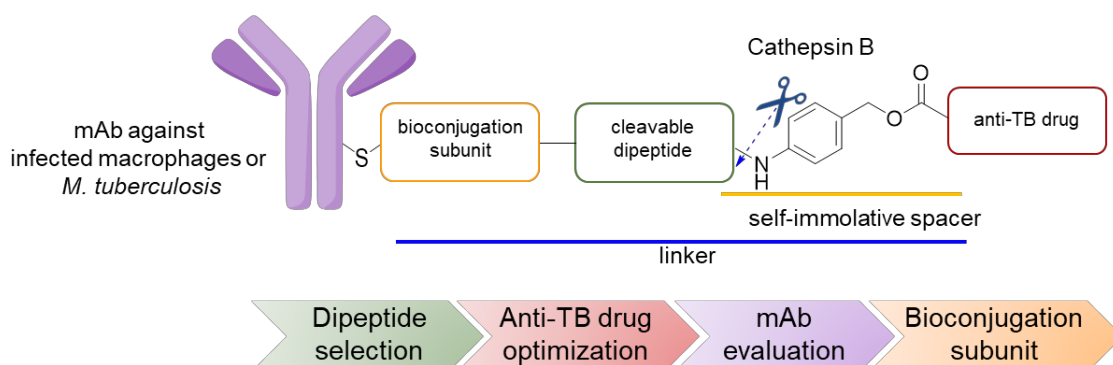 Cathepsin B
mAb against
infected macrophages or
M. tuberculosis
S
bioconjugation
subunit
cleavable
dipeptide
N
H
O
O
anti-TB drug
self-immolative spacer
linker
Dipeptide
selection
Anti-TB drug
optimization
mAb
evaluation
Bioconjugation
subunit